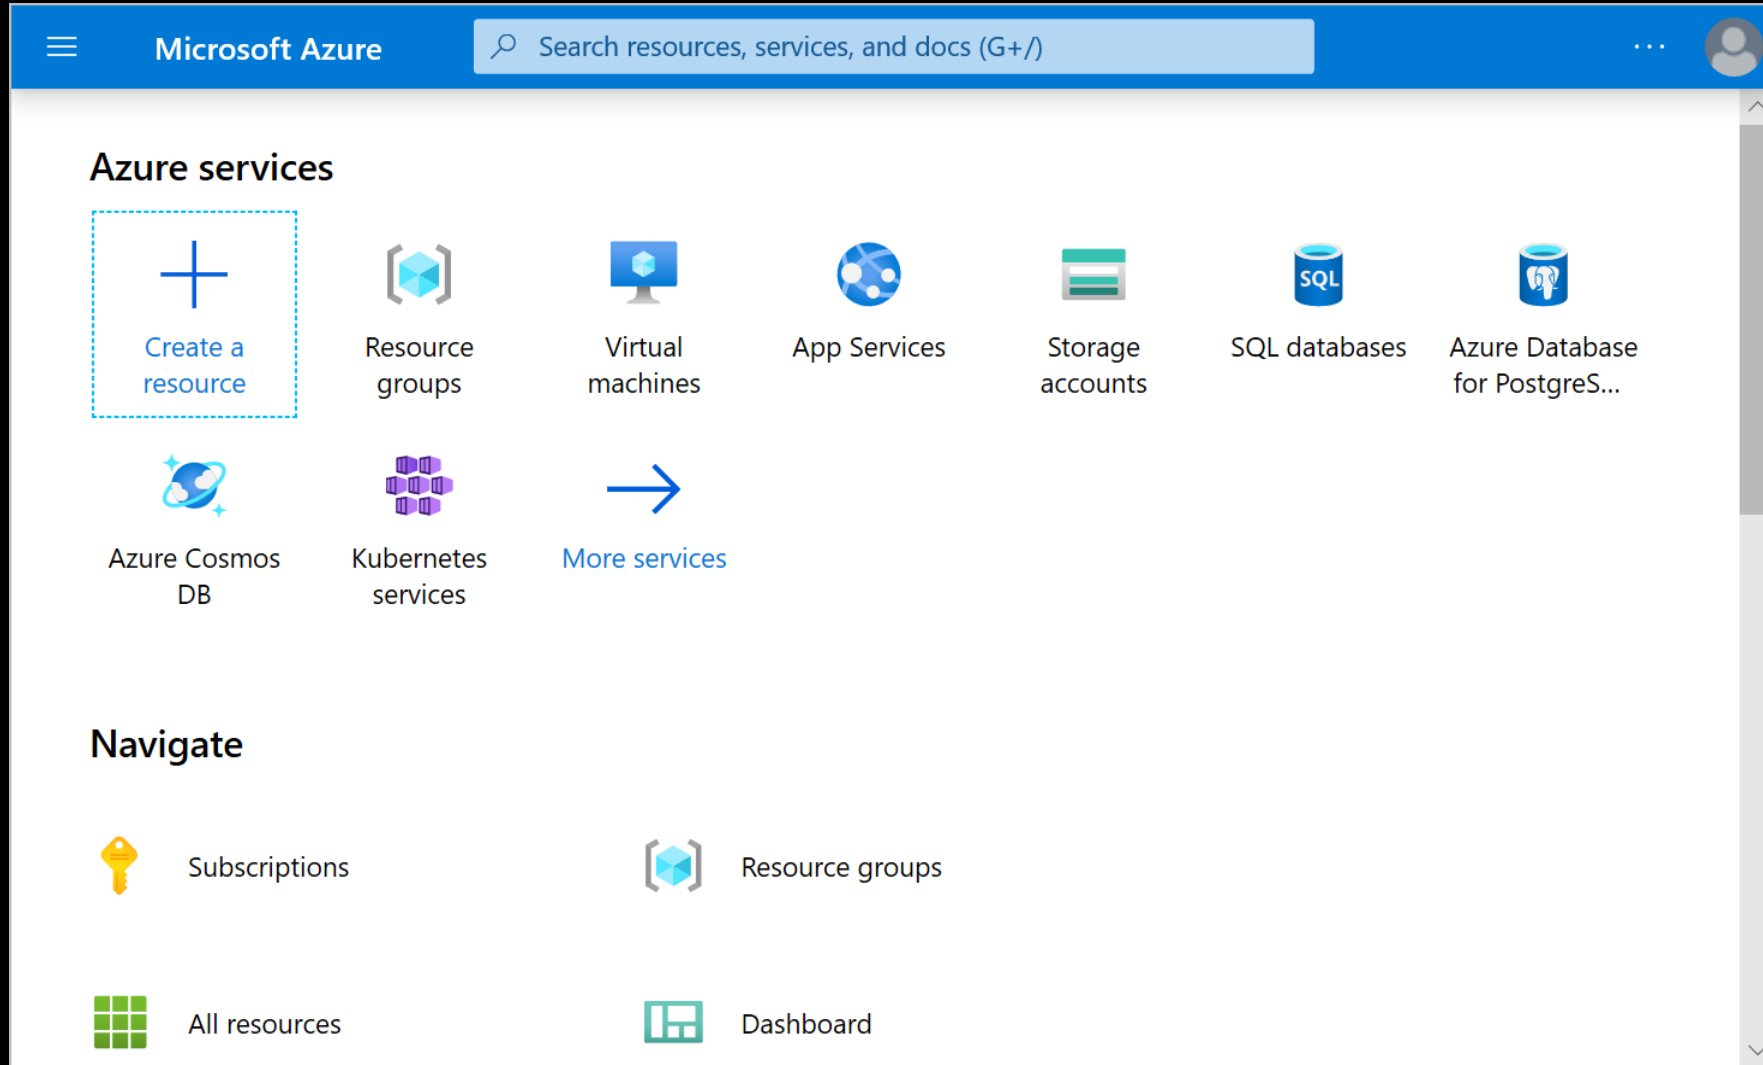 Microsoft Azure
Search resources, services, and docs (G+/)
Azure services
Create a
resource
Resource
groups
Virtual
machines
App Services
Storage
accounts
SQL
SQL databases
Azure Database
for PostgreS...
Azure Cosmos
DB
Kubernetes
services
More services
Navigate
Subscriptions
Resource groups
All resources
Dashboard